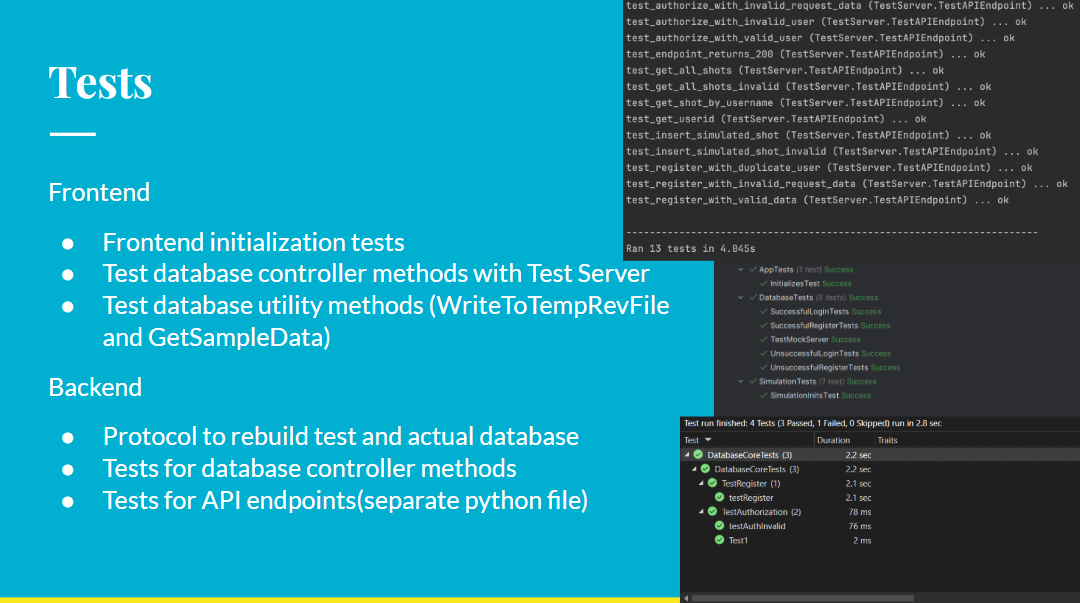 Tests
Frontend
● Frontend initialization tests
● Test database controller methods with Test Server
● Test database utility methods (WriteToTempRevFile
and GetSampleData)
Backend
● Protocol to rebuild test and actual database
● Tests for database controller methods
● Tests for API endpoints(separate python file)
test_authorize_with_invalid_request_data (TestServer.TestAPIEndpoint) ... ok
test_authorize_with_invalid_user (TestServer.TestAPIEndpoint) ... ok
test_authorize_with_valid_user (TestServer.TestAPIEndpoint) ... ok
test_endpoint_returns_200 (TestServer.TestAPIEndpoint) ... ok
test_get_all_shots (TestServer.TestAPIEndpoint) ... ok
test_get_all_shots_invalid (TestServer.TestAPIEndpoint) ... ok
test_get_shot_by_username (TestServer.TestAPIEndpoint) ... ok
test_get_userid (TestServer.TestAPIEndpoint) ... ok
test_insert_simulated_shot (TestServer.TestAPIEndpoint) ... ok
test_insert_simulated_shot_invalid (TestServer.TestAPIEndpoint) ... ok
test_register_with_duplicate_user (TestServer.TestAPIEndpoint) ... ok
test_register_with_invalid_request_data (TestServer.TestAPIEndpoint) ... ok
test_register_with_valid_data (TestServer.TestAPIEndpoint) ... ok
----------------------------------------------------------------------
Ran 13 tests in 4.045s
AppTests (1 test) Success
InitializesTest Success
DatabaseTests (5 tests) Success
SuccessfulLoginTests Success
SuccessfulRegisterTests Success
TestMockServer Success
UnsuccessfulLoginTests Success
UnsuccessfulRegisterTests Success
SimulationTests (1 test) Success
SimulationInitsTest Success
Test run finished: 4 Tests (3 Passed, 1 Failed, 0 Skipped) run in 2.8 sec
Test Duration Traits
DatabaseCoreTests (3) 2.2 sec
DatabaseCoreTests (3) 2.2 sec
TestRegister (1) 2.1 sec
testRegister 2.1 sec
TestAuthorization (2) 78 ms
testAuthInvalid 76 ms
Test1 2 ms